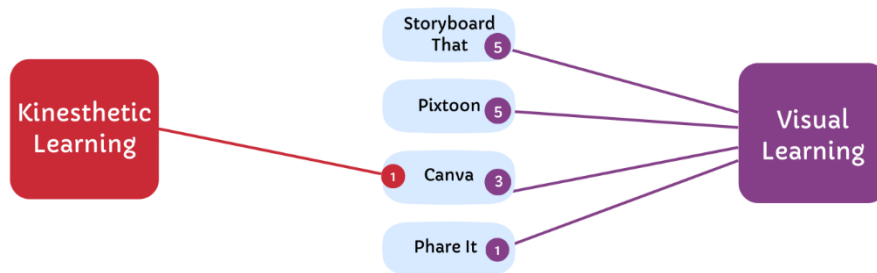 Storyboard
That
5
Kinesthetic
Learning
Pixtoon
5
Visual
Learning
1
Canva
3
Phare It
1